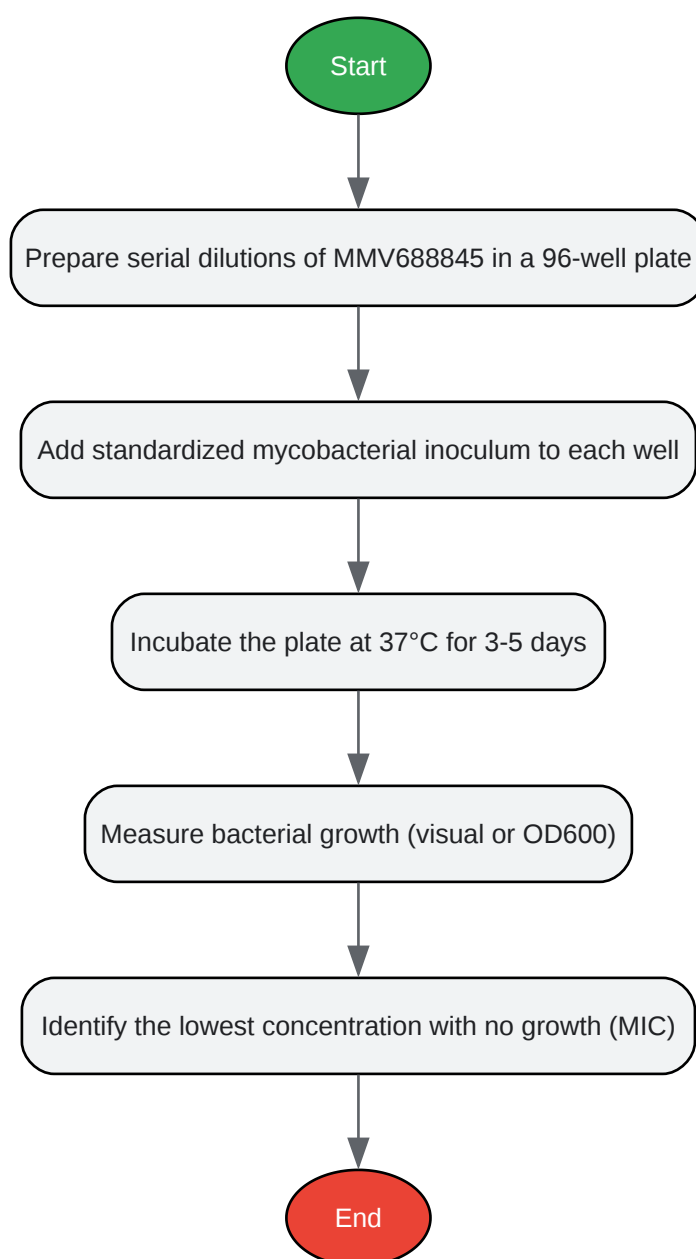 Start
Prepare serial dilutions of MMV688845 in a 96-well plate
Add standardized mycobacterial inoculum to each well
Incubate the plate at 37°C for 3-5 days
Measure bacterial growth (visual or OD600)
Identify the lowest concentration with no growth (MIC)
End